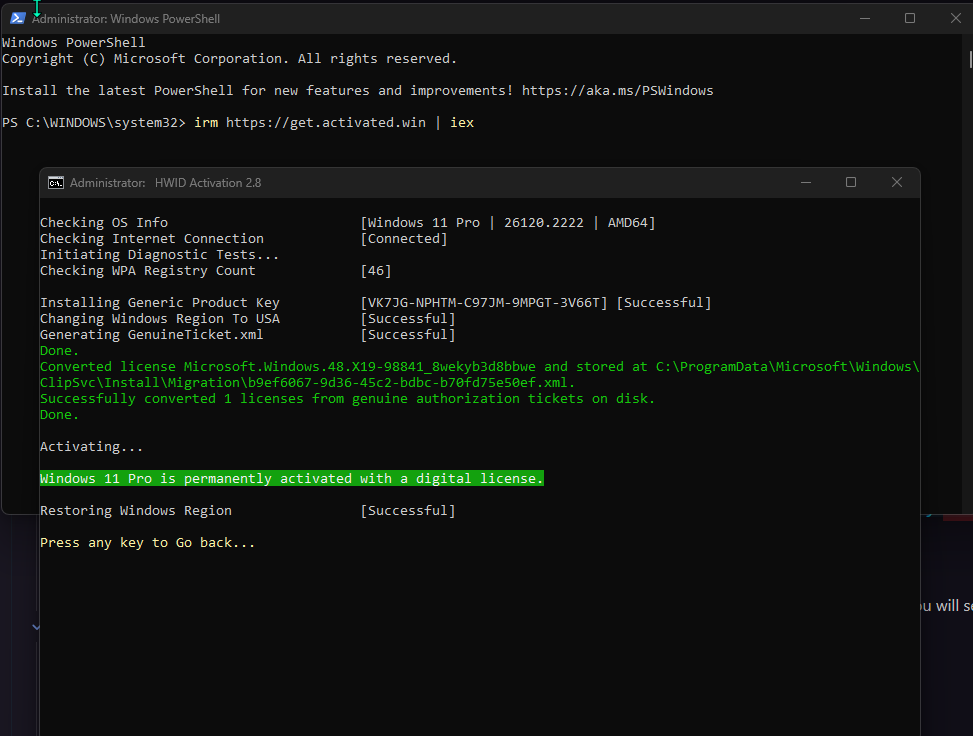 Administrator: Windows PowerShell
Windows PowerShell
Copyright (C) Microsoft Corporation. All rights reserved.
Install the latest PowerShell for new features and improvements! https://aka.ms/PSWindows
PS C:\WINDOWS\system32> irm https://get.activated.win | iex
Administrator: HWID Activation 2.8
Checking OS Info [Windows 11 Pro | 26120.2222 | AMD64]
Checking Internet Connection [Connected]
Initiating Diagnostic Tests...
Checking WPA Registry Count [46]
Installing Generic Product Key [VK7JG-NPHTM-C97JM-9MPGT-3V66T] [Successful]
Changing Windows Region To USA [Successful]
Generating GenuineTicket.xml [Successful]
Done.
Converted license Microsoft.Windows.48.X19-98841_8wekyb3d8bbwe and stored at C:\ProgramData\Microsoft\Windows\
ClipSvc\Install\Migration\b9ef6067-9d36-45c2-bdbc-b70fd75e50ef.xml.
Successfully converted 1 licenses from genuine authorization tickets on disk.
Done.
Activating...
Windows 11 Pro is permanently activated with a digital license.
Restoring Windows Region [Successful]
Press any key to Go back...
will